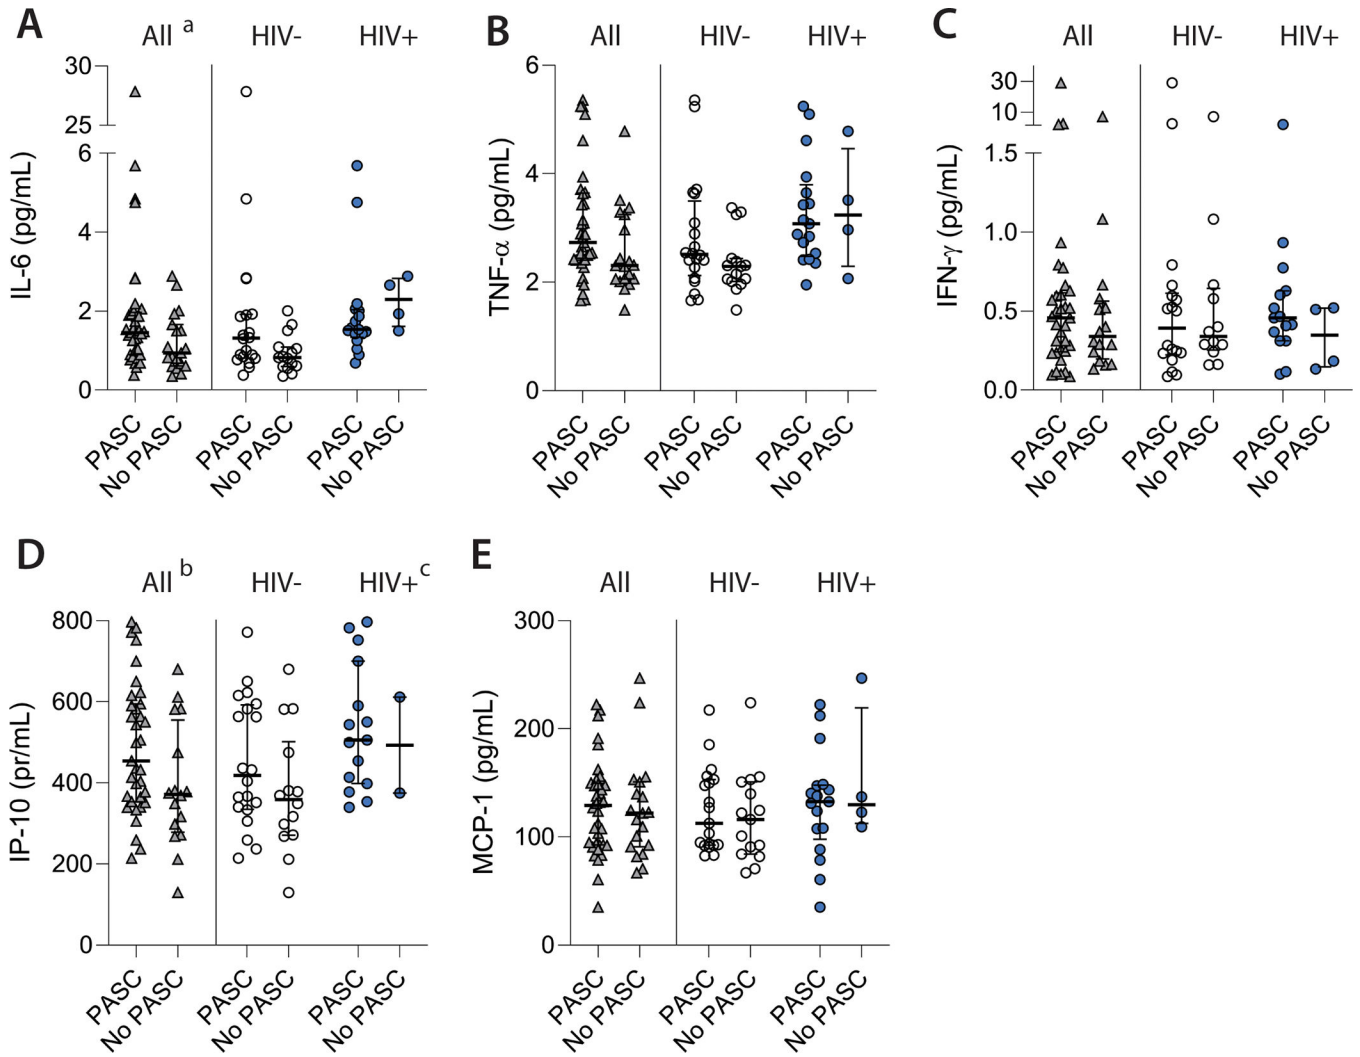 A
All a
HIV-
HIV+
IL-6 (pg/mL)
30
25
6
4
2
0
PASC
No PASC
PASC
No PASC
PASC
No PASC
B
All
HIV-
HIV+
TNF-α (pg/mL)
6
4
2
0
PASC
No PASC
PASC
No PASC
PASC
No PASC
C
All
HIV-
HIV+
IFN-γ (pg/mL)
30
10
1.5
1.0
0.5
0.0
PASC
No PASC
PASC
No PASC
PASC
No PASC
D
All b
HIV-
HIV+ c
IP-10 (pr/mL)
800
600
400
200
0
PASC
No PASC
PASC
No PASC
PASC
No PASC
E
All
HIV-
HIV+
MCP-1 (pg/mL)
300
200
100
0
PASC
No PASC
PASC
No PASC
PASC
No PASC